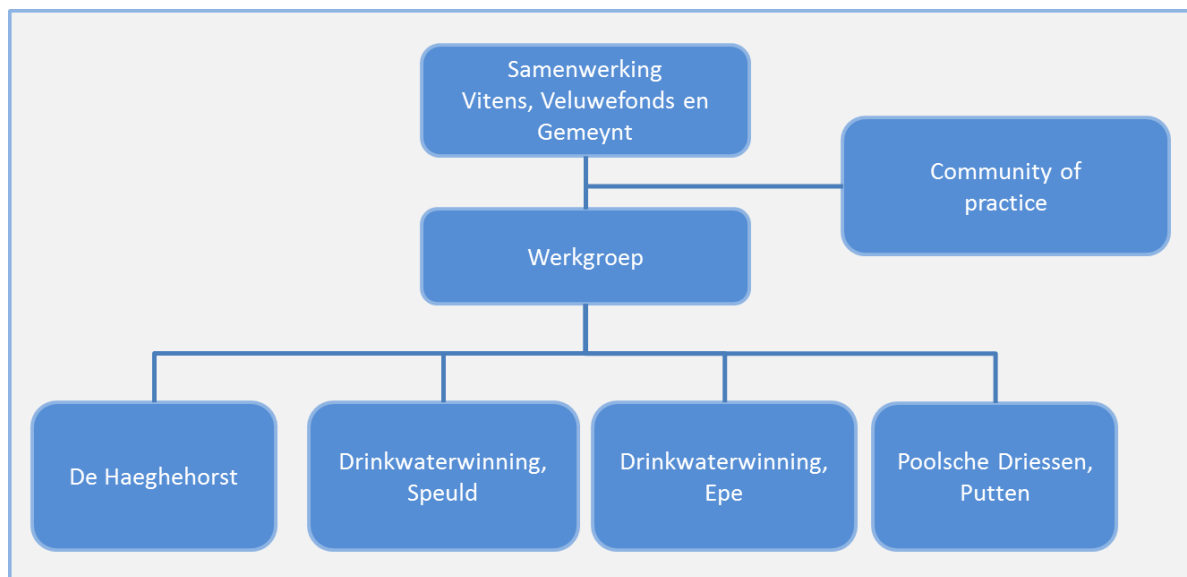 Samenwerking
Vitens, Veluwefonds en
Gemeynt
Community of
practice
Werkgroep
De Haeghehorst
Drinkwaterwinning,
Speuld
Drinkwaterwinning,
Epe
Poolsche Driessen,
Putten